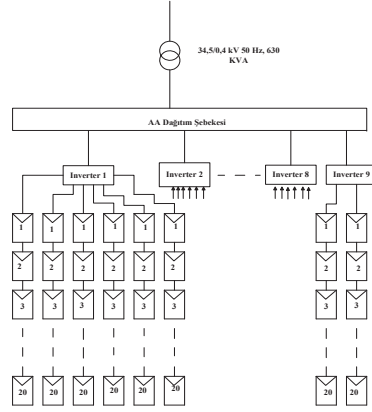 34,5/0,4 kV 50 Hz, 630
KVA
AA Dağıtım Şebekesi
Inverter 1
Inverter 2
Inverter 8
Inverter 9
1 1 1 1 1 1 1 1
2 2 2 2 2 2 2 2
3 3 3 3 3 3 3 3
20 20 20 20 20 20 20 20